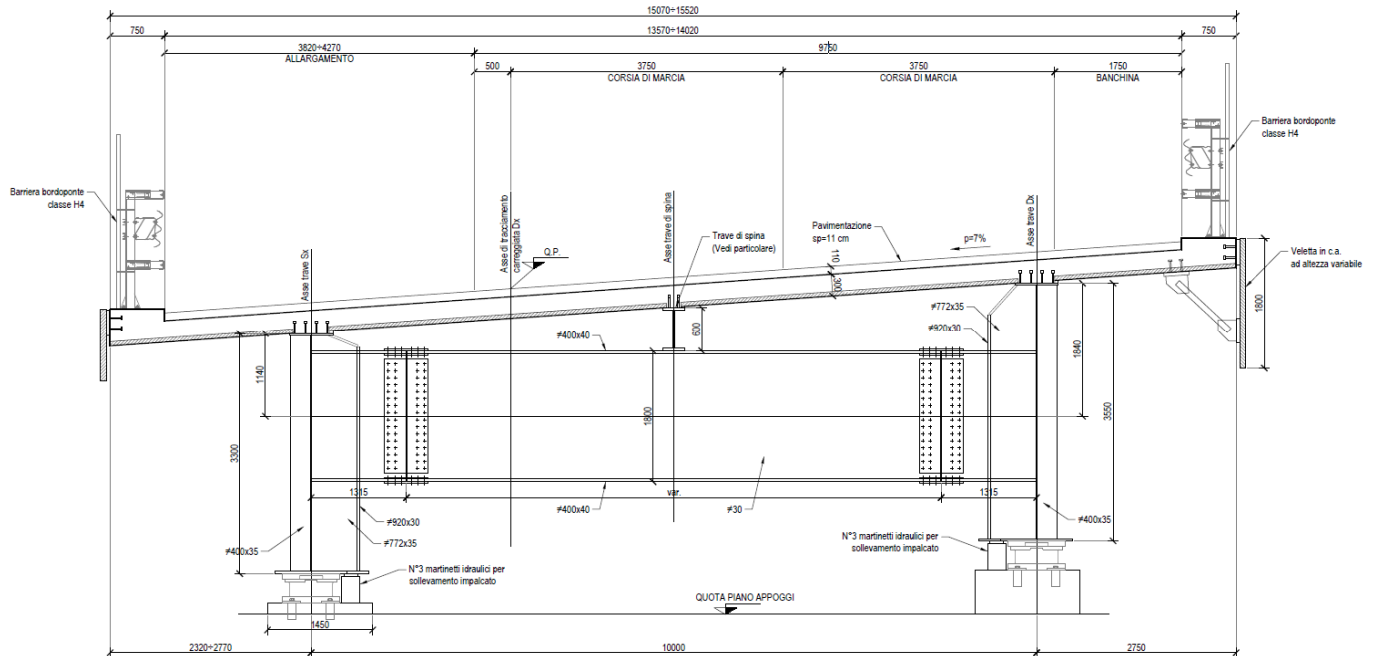 15070÷15520
750
13570÷14020
750
3820÷4270
ALLARGAMENTO
9750
500
3750
CORSIA DI MARCIA
3750
CORSIA DI MARCIA
1750
BANCHINA
Barriera bordoponte
classe H4
Barriera bordoponte
classe H4
Asse trave Sx
Asse di tracciamento
carreggiata Dx
Q.P.
Asse trave di spina
Trave di spina
(Vedi particolare)
Pavimentazione
sp=11 cm
p=7%
Asse trave Dx
Veletta in c.a.
ad altezza variabile
1800
110
300
600
≠772x35
≠920x30
≠400x40
1140
1840
3300
1800
3550
1315
var.
1315
≠920x30
≠772x35
≠400x35
≠400x40
≠30
≠400x35
N°3 martinetti idraulici per
sollevamento impalcato
N°3 martinetti idraulici per
sollevamento impalcato
QUOTA PIANO APPOGGI
1450
2320÷2770
10000
2750